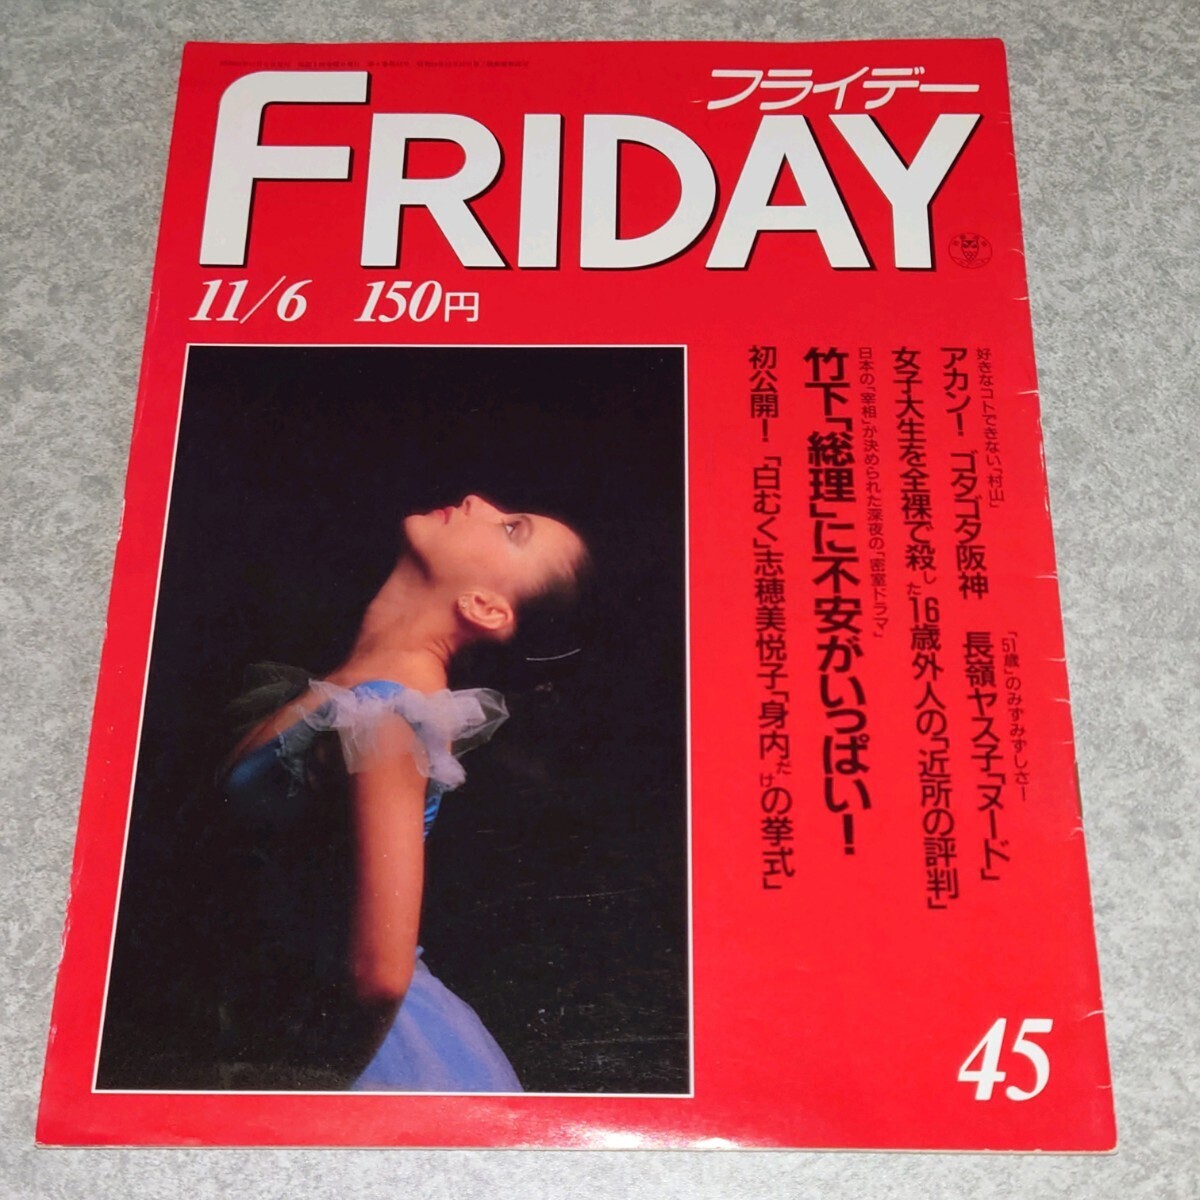 フライデー
FRIDAY
11/6 150円
好きなコトできない「村山」
アカン! ゴタゴタ阪神
「51歳」のみずみずしさー
長嶺ヤス子「ヌード」
女子大生を全裸で殺した16歳外人の「近所の評判」
日本の「宰相」が決められた深夜の「密室ドラマ」
竹下「総理」に不安がいっぱい!
初公開!「白むく」志穂美悦子「身内だけの挙式」
45